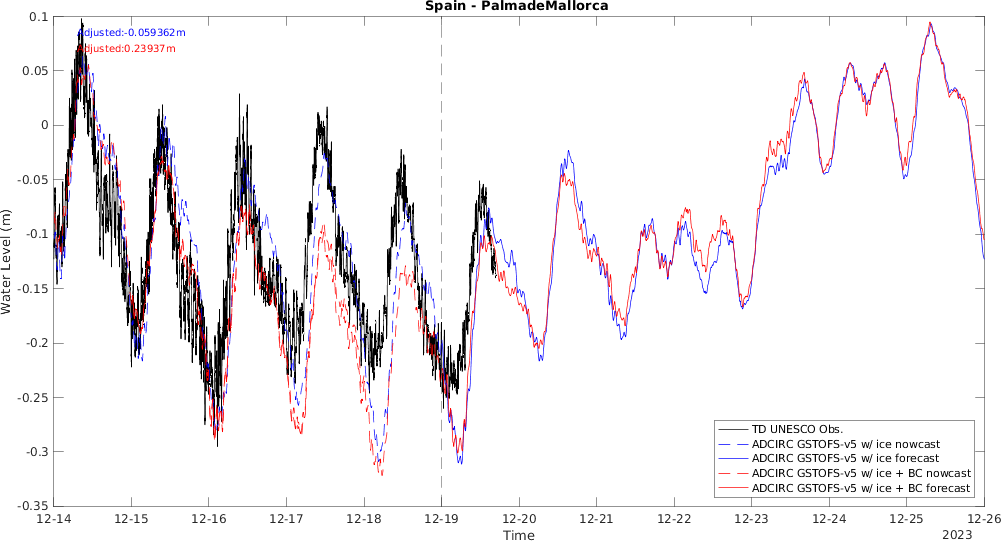 Spain - PalmadeMallorca
Adjusted:-0.059362m
Adjusted:0.23937m
0.1
0.05
0
-0.05
-0.1
-0.15
-0.2
-0.25
-0.3
-0.35
Water Level (m)
TD UNESCO Obs.
ADCIRC GSTOFS-v5 w/ ice nowcast
ADCIRC GSTOFS-v5 w/ ice forecast
ADCIRC GSTOFS-v5 w/ ice + BC nowcast
ADCIRC GSTOFS-v5 w/ ice + BC forecast
12-14 12-15 12-16 12-17 12-18 12-19 12-20 12-21 12-22 12-23 12-24 12-25 12-26
Time
2023